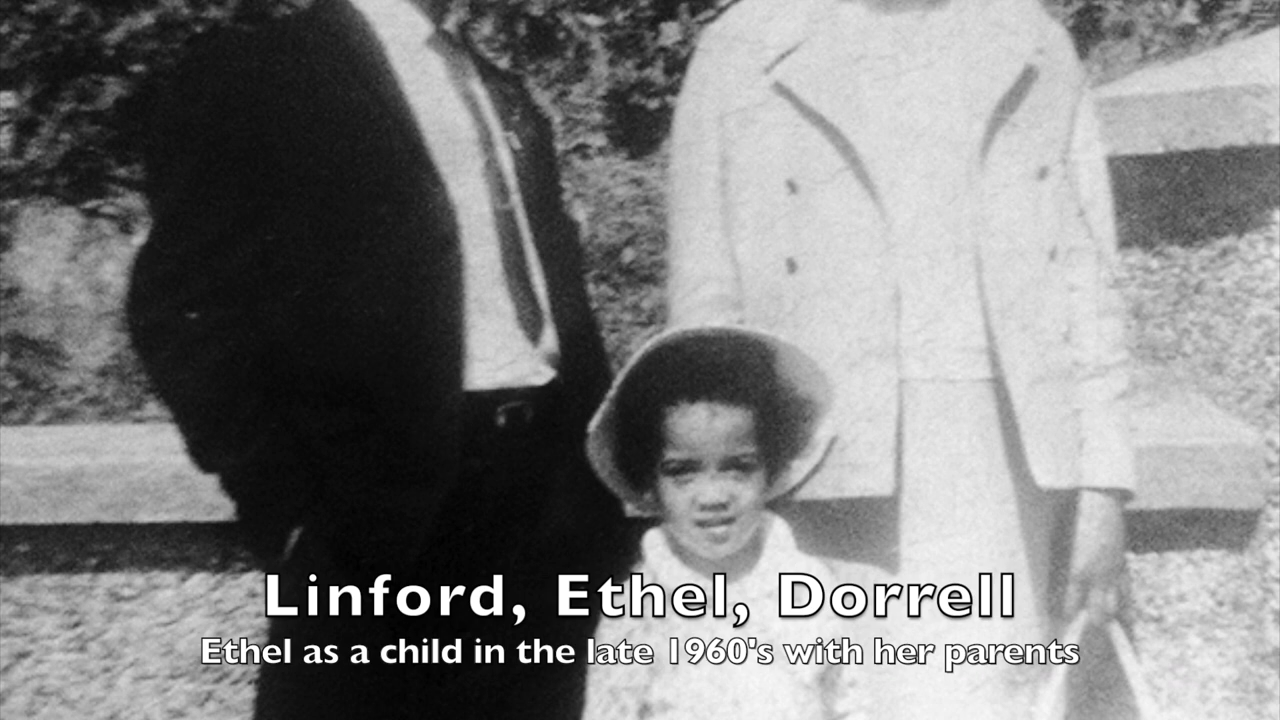 Linford, Ethel, Dorrell
Ethel as a child in the late 1960's with her parents